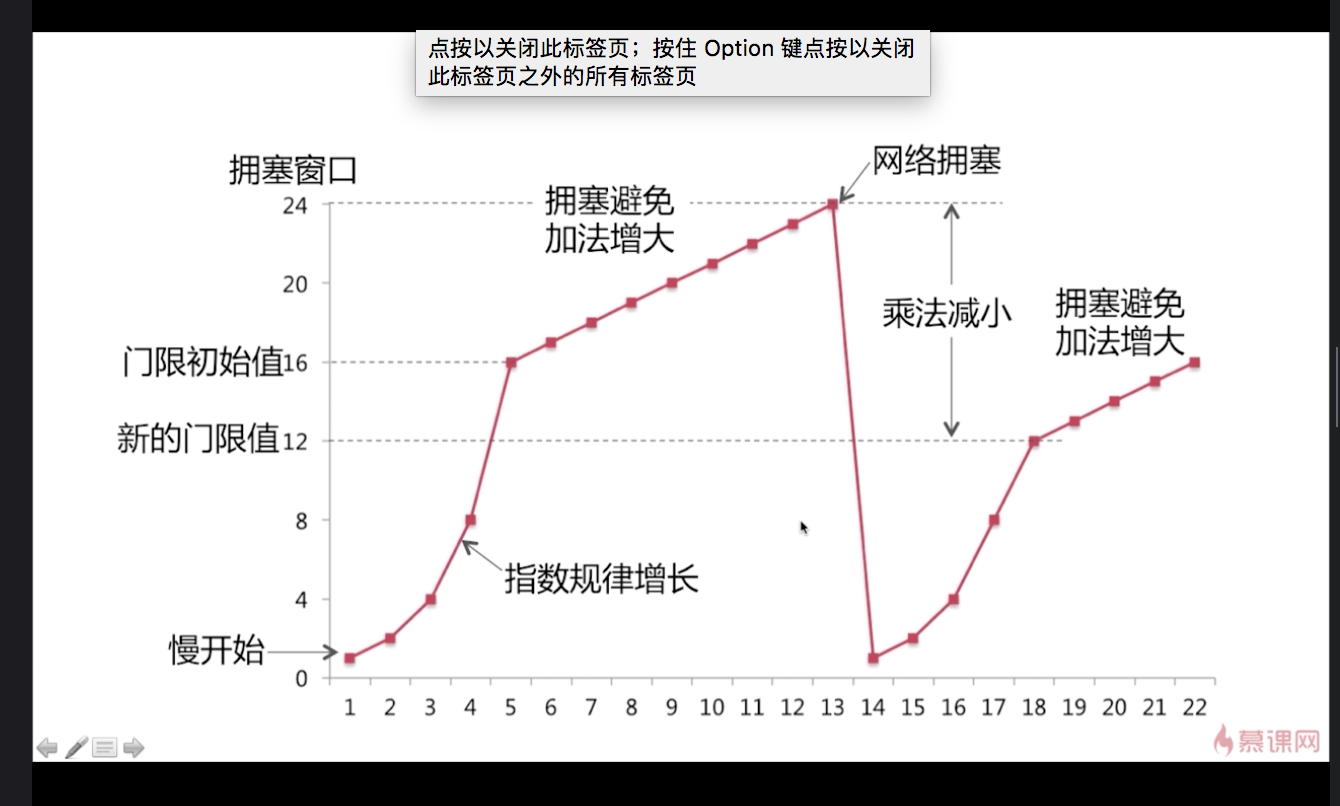 点按以关闭此标签页；按住 Option 键点按以关闭
此标签页之外的所有标签页
拥塞窗口
网络拥塞
24
拥塞避免
加法增大
20
乘法减小
拥塞避免
加法增大
门限初始值16
新的门限值12
8
指数规律增长
4
慢开始
0
1 2 3 4 5 6 7 8 9 10 11 12 13 14 15 16 17 18 19 20 21 22
慕课网